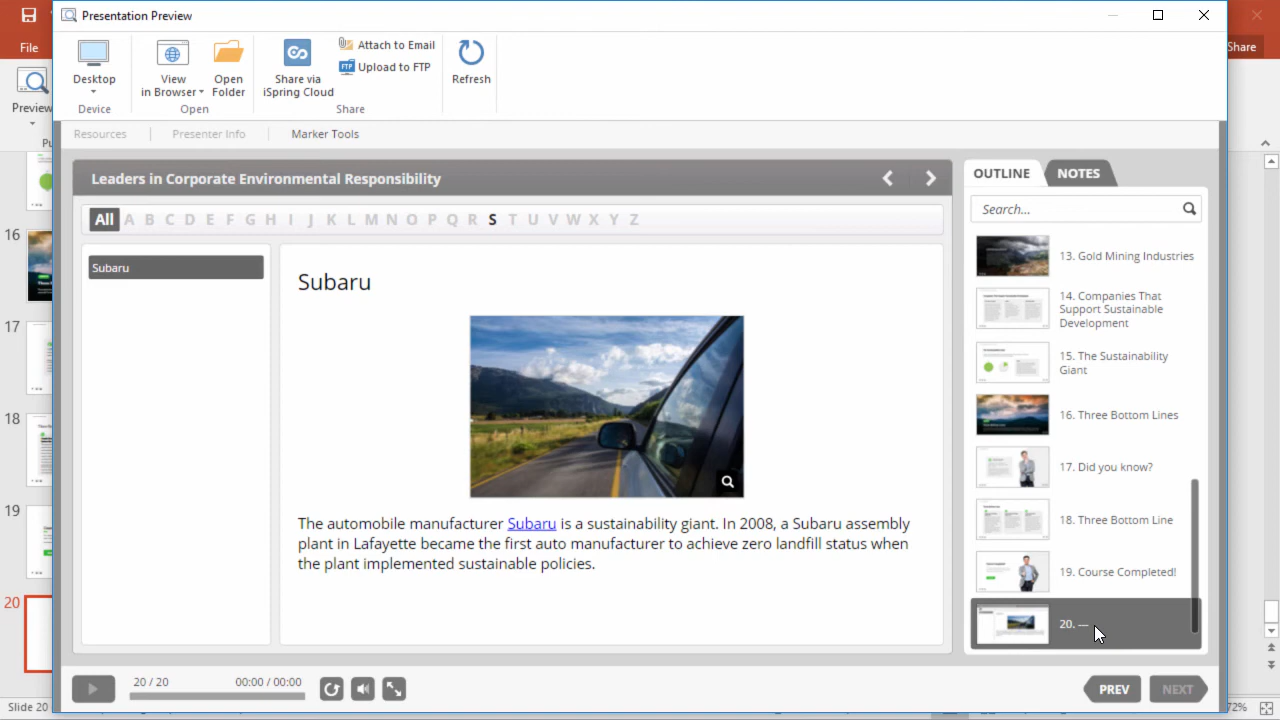 Presentation Preview
File
Share
Preview
Desktop
View
in Browser
Open
Folder
Share via
iSpring Cloud
Attach to Email
FTP Upload to FTP
Refresh
Device
Open
Share
Resources
Presenter Info
Marker Tools
Leaders in Corporate Environmental Responsibility
OUTLINE
NOTES
All A B C D E F G H I J K L M N O P Q R S T U V W X Y Z
Search...
Subaru
Subaru
The automobile manufacturer Subaru is a sustainability giant. In 2008, a Subaru assembly
plant in Lafayette became the first auto manufacturer to achieve zero landfill status when
the plant implemented sustainable policies.
13. Gold Mining Industries
14. Companies That
Support Sustainable
Development
15. The Sustainability
Giant
16. Three Bottom Lines
17. Did you know?
18. Three Bottom Line
19. Course Completed!
20. ---
16
17
18
19
20
20 / 20
00:00 / 00:00
PREV
NEXT
Slide 20
72%